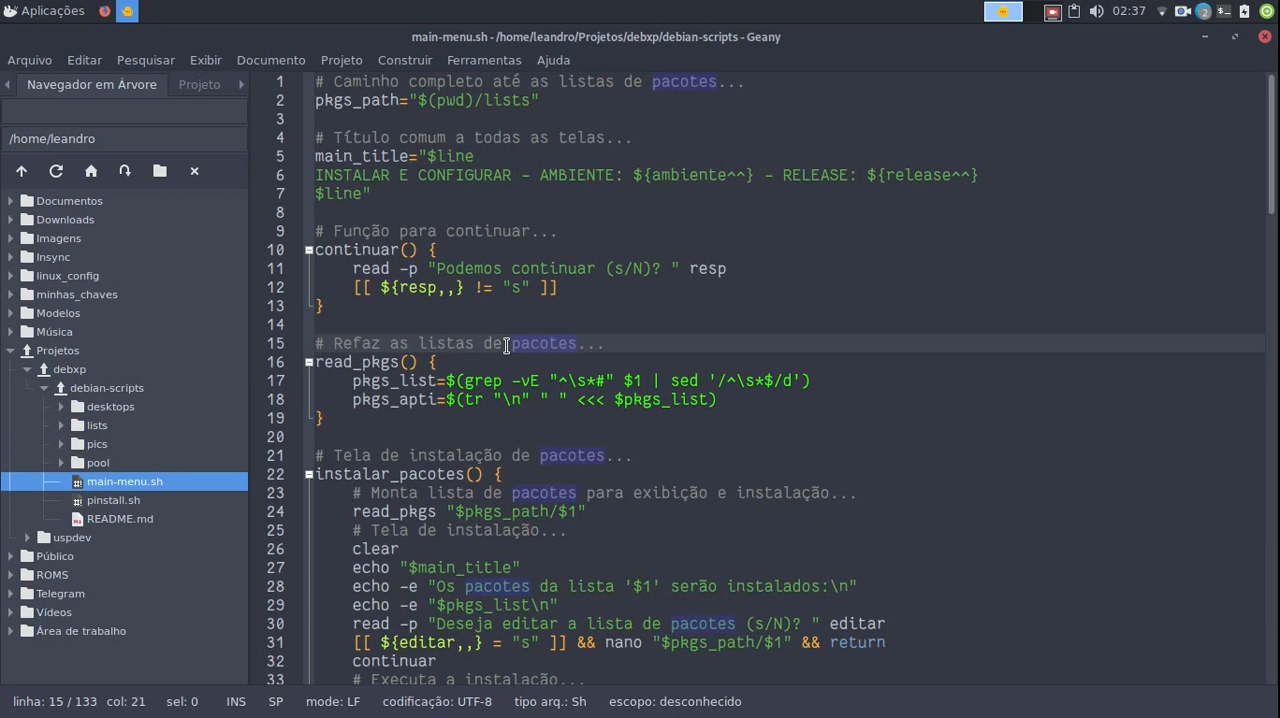 Aplicações
02:37
2
main-menu.sh - /home/leandro/Projetos/debxp/debian-scripts - Geany
Arquivo Editar Pesquisar Exibir Documento Projeto Construir Ferramentas Ajuda
Navegador em Árvore Projeto
/home/leandro
Documentos
Downloads
Imagens
Insync
linux_config
minhas_chaves
Modelos
Música
Projetos
debxp
debian-scripts
desktops
lists
pics
pool
main-menu.sh
pinstall.sh
README.md
uspdev
Público
ROMS
Telegram
Vídeos
Área de trabalho
1 # Caminho completo até as listas de pacotes...
2 pkgs_path="$(pwd)/lists"
3
4 # Título comum a todas as telas...
5 main_title="$line
6 INSTALAR E CONFIGURAR - AMBIENTE: ${ambiente^^} - RELEASE: ${release^^}
7 $line"
8
9 # Função para continuar...
10 continuar() {
11 read -p "Podemos continuar (s/N)? " resp
12 [[ ${resp,,} != "s" ]]
13 }
14
15 # Refaz as listas de pacotes...
16 read_pkgs() {
17 pkgs_list=$(grep -vE "^\s*#" $1 | sed '/^\s*$/d')
18 pkgs_apti=$(tr "\n" " " <<< $pkgs_list)
19 }
20
21 # Tela de instalação de pacotes...
22 instalar_pacotes() {
23 # Monta lista de pacotes para exibição e instalação...
24 read_pkgs "$pkgs_path/$1"
25 # Tela de instalação...
26 clear
27 echo "$main_title"
28 echo -e "Os pacotes da lista '$1' serão instalados:\n"
29 echo -e "$pkgs_list\n"
30 read -p "Deseja editar a lista de pacotes (s/N)? " editar
31 [[ ${editar,,} = "s" ]] && nano "$pkgs_path/$1" && return
32 continuar
33 # Executa a instalação...
linha: 15 / 133 col: 21 sel: 0 INS SP mode: LF codificação: UTF-8 tipo arq.: Sh escopo: desconhecido